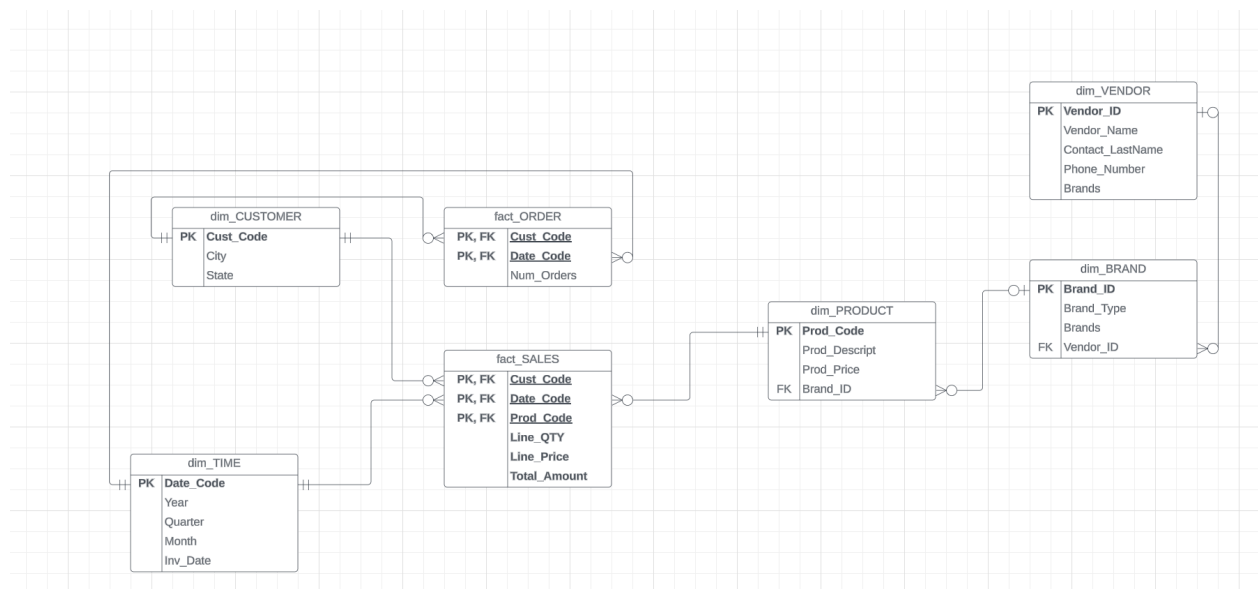 dim_VENDOR
PK Vendor_ID
Vendor_Name
Contact_LastName
Phone_Number
Brands
dim_CUSTOMER
PK Cust_Code
City
State
fact_ORDER
PK, FK Cust_Code
PK, FK Date_Code
Num_Orders
dim_BRAND
PK Brand_ID
Brand_Type
Brands
FK Vendor_ID
dim_PRODUCT
PK Prod_Code
Prod_Descript
Prod_Price
FK Brand_ID
fact_SALES
PK, FK Cust_Code
PK, FK Date_Code
PK, FK Prod_Code
Line_QTY
Line_Price
Total_Amount
dim_TIME
PK Date_Code
Year
Quarter
Month
Inv_Date